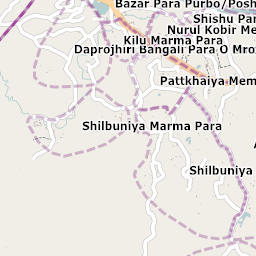 Bazar Para Purbo/Posh
Shishu Par
Nurul Kobir Me
Kilu Marma Para
Daprojhiri Bangali Para O Mro
Pattkhaiya Mem
Shilbuniya Marma Para
Shilbuniya